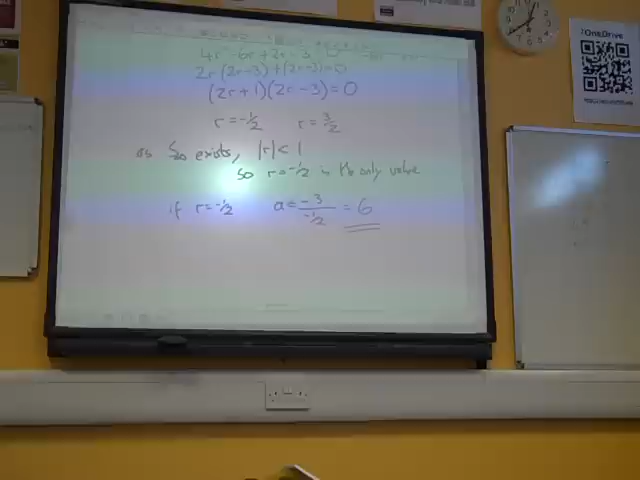 4r² - 6r + 2r - 3 = 0
2r(2r-3)+(2r-3)=0
(2r+1)(2r-3)=0
r=-1/2 r=3/2
as S∞ exists, |r|<1
so r=-1/2 is the only value
if r=-1/2 a = -3/(-1/2) = 6
OneDrive